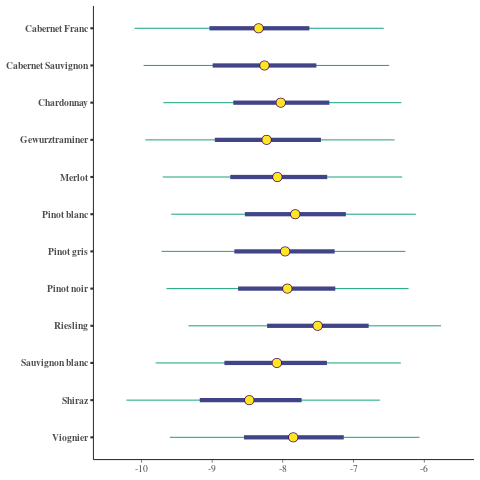 Cabernet Franc
Cabernet Sauvignon
Chardonnay
Gewurztraminer
Merlot
Pinot blanc
Pinot gris
Pinot noir
Riesling
Sauvignon blanc
Shiraz
Viognier
-10 -9 -8 -7 -6